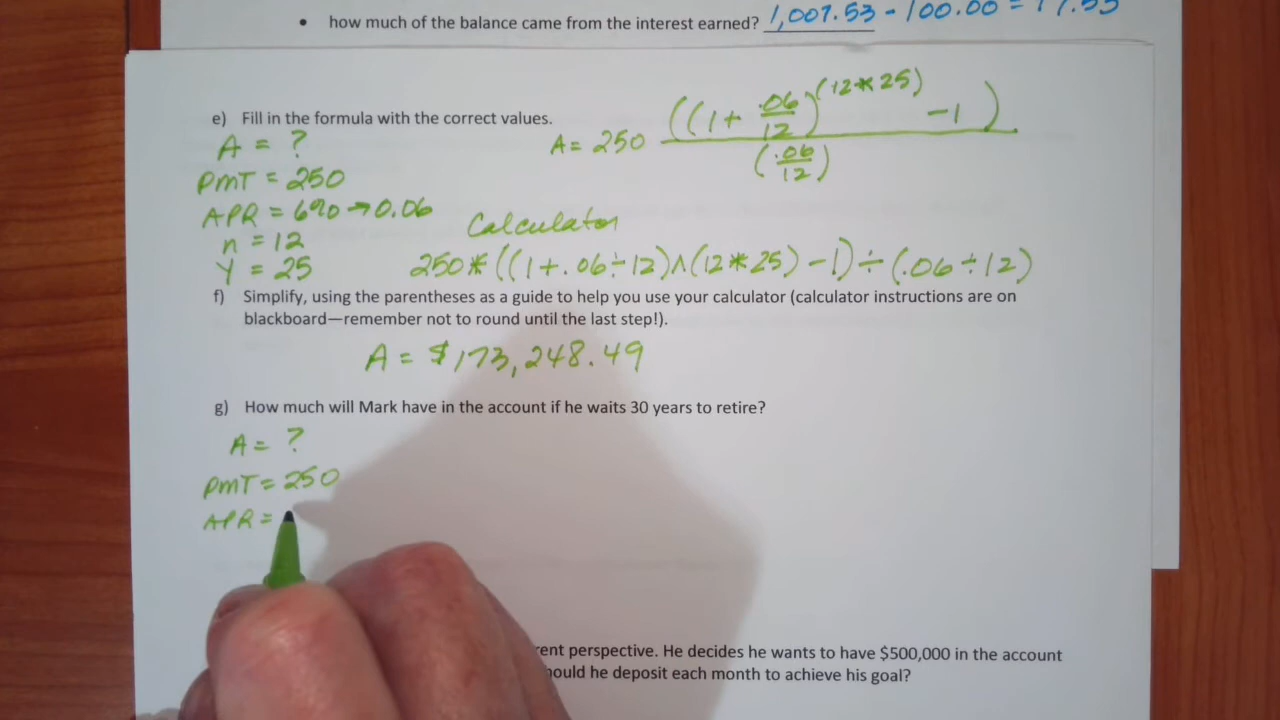 • how much of the balance came from the interest earned? 1,007.53 - 100.00 =
e) Fill in the formula with the correct values.
A = ?
PMT = 250
APR = 6% → 0.06
n = 12
Y = 25
A = 250 ((1 + .06/12)^(12*25) - 1) / (.06/12)
Calculator
250*((1+.06÷12)^(12*25)-1)÷(.06÷12)
f) Simplify, using the parentheses as a guide to help you use your calculator (calculator instructions are on
blackboard—remember not to round until the last step!).
A = $173,248.49
g) How much will Mark have in the account if he waits 30 years to retire?
A = ?
PMT = 250
APR =
perspective. He decides he wants to have $500,000 in the account
he deposit each month to achieve his goal?